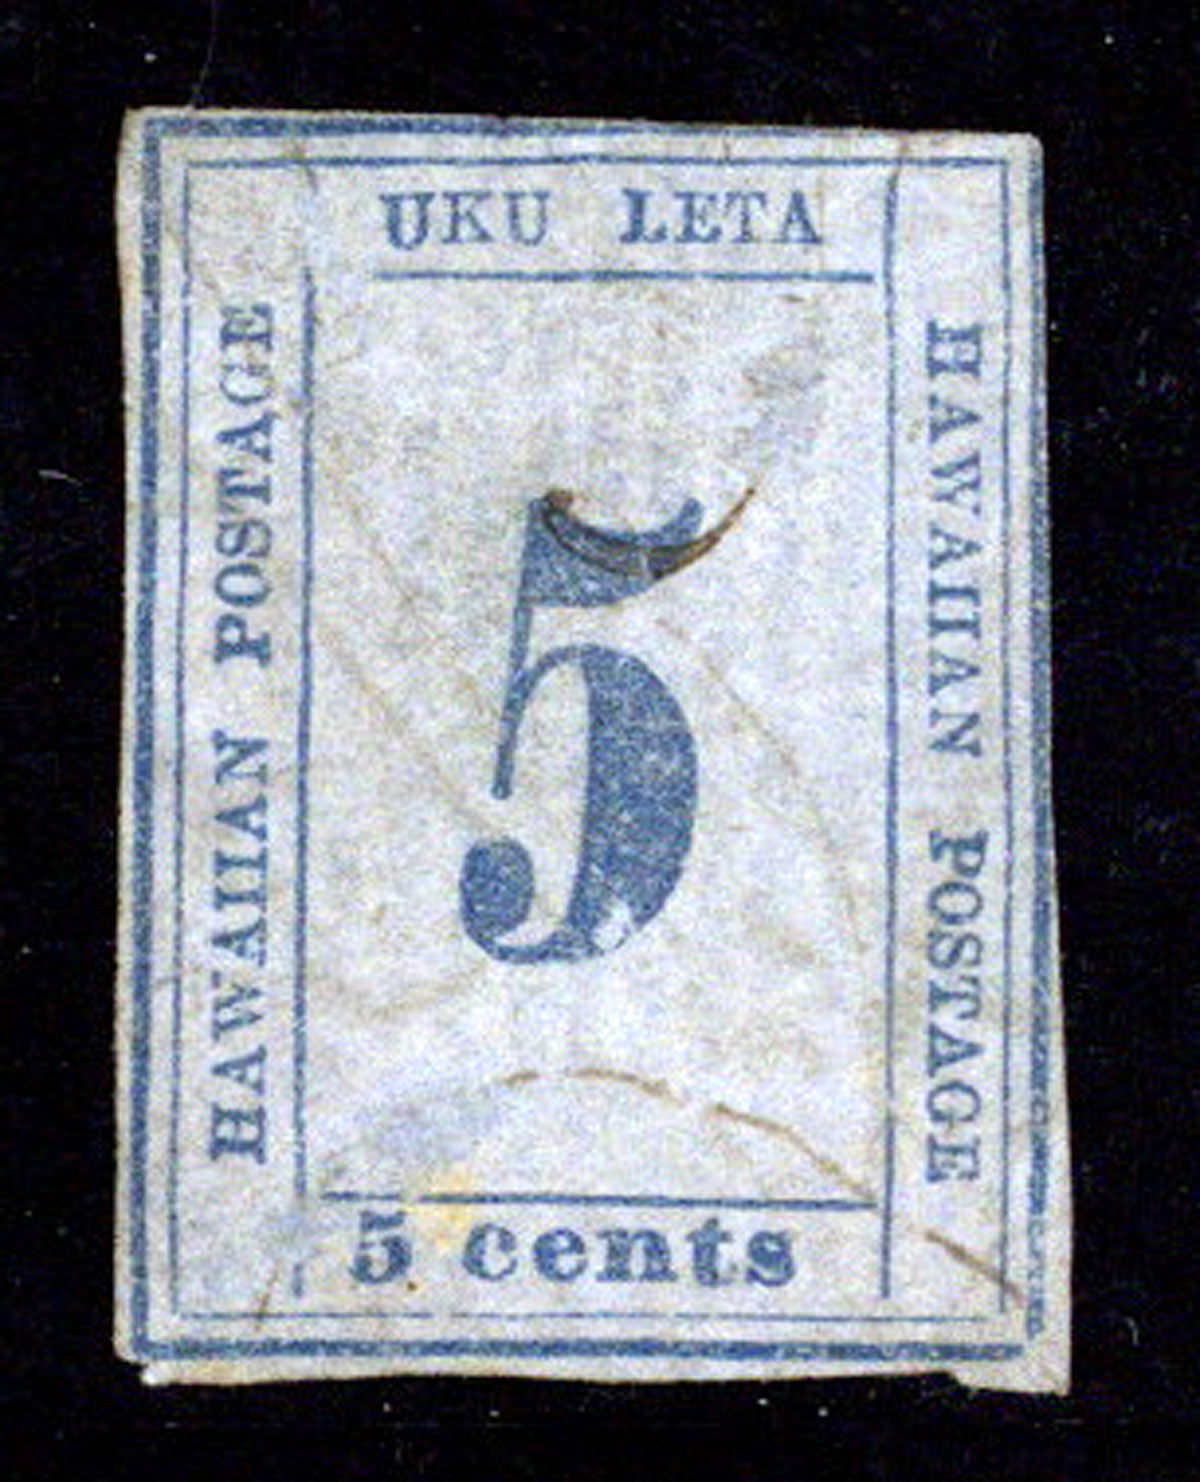 UKU LETA
HAWAIIAN POSTAGE
5
HAWAIIAN POSTAGE
5 cents